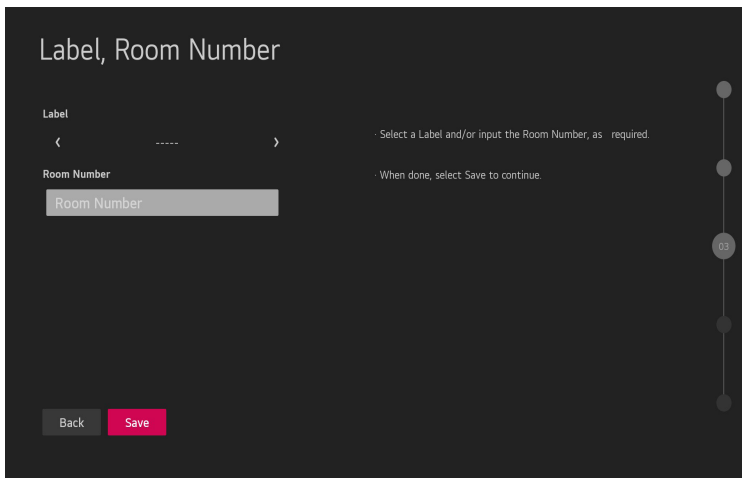 Label, Room Number
Label
‹ ----- ›
· Select a Label and/or input the Room Number, as required.
Room Number
· When done, select Save to continue.
Room Number
03
Back
Save